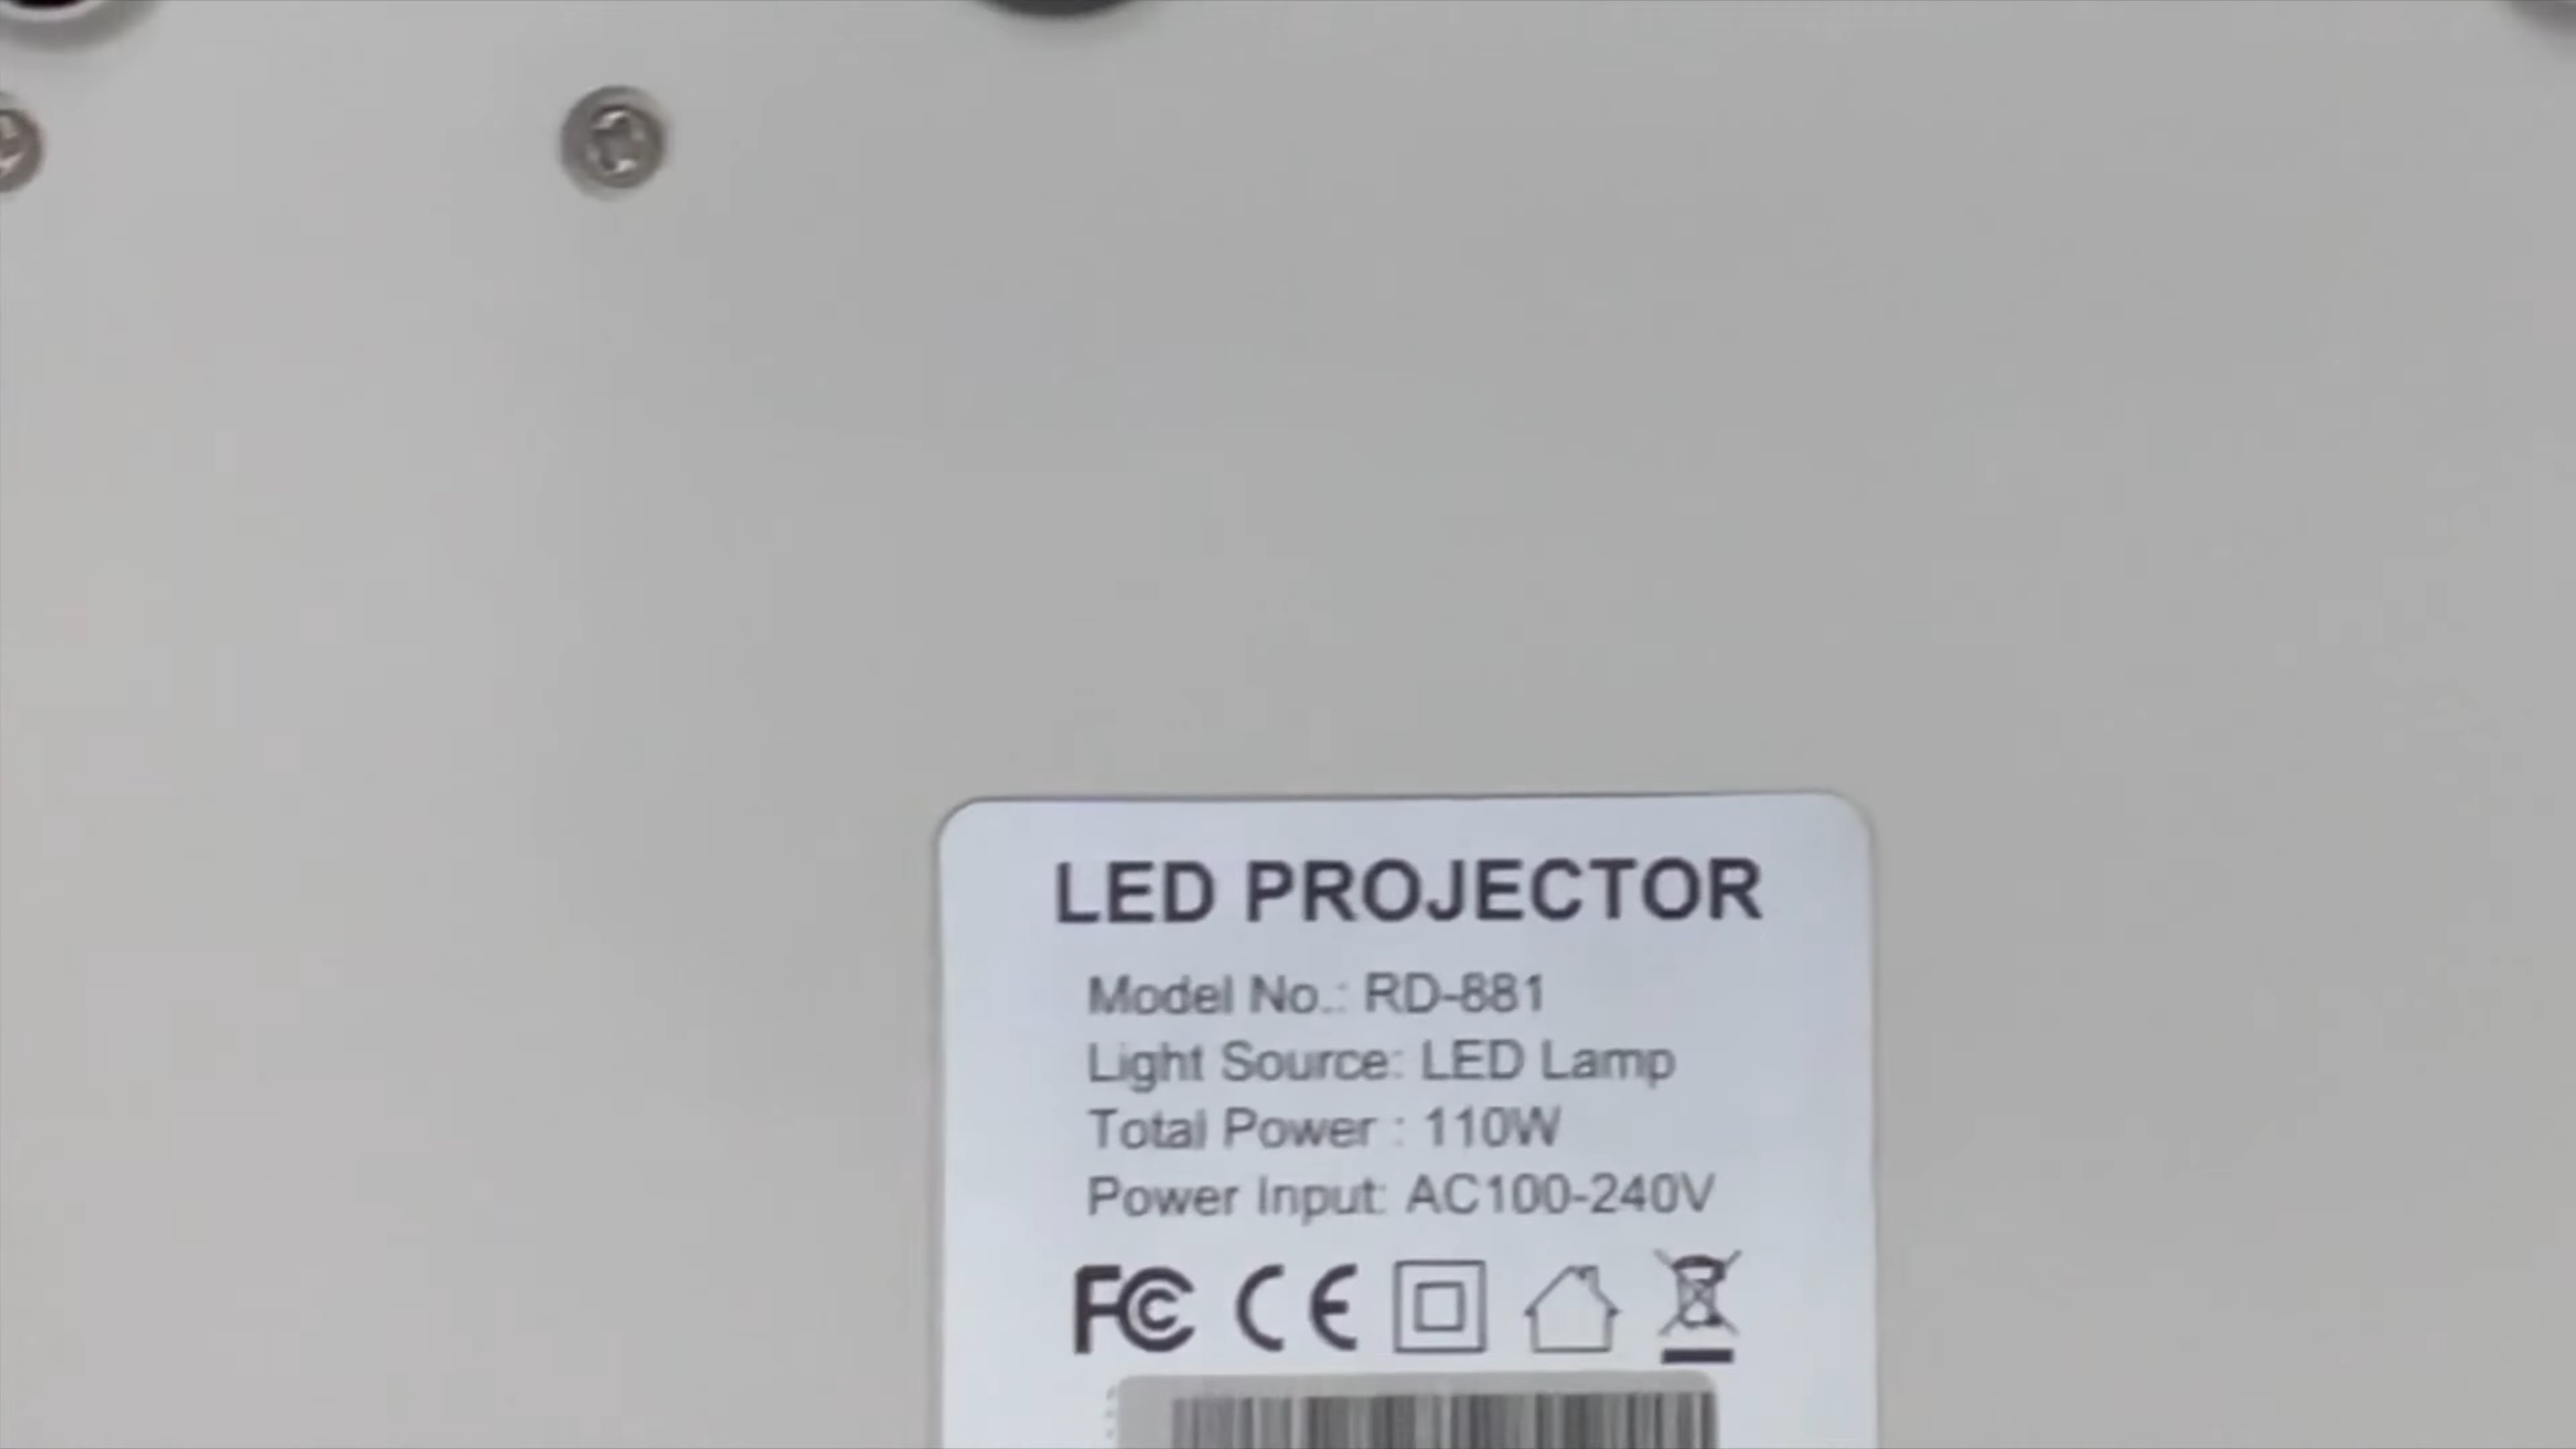 LED PROJECTOR
Model No.: RD-881
Light Source: LED Lamp
Total Power : 110W
Power Input: AC100-240V
FC CE